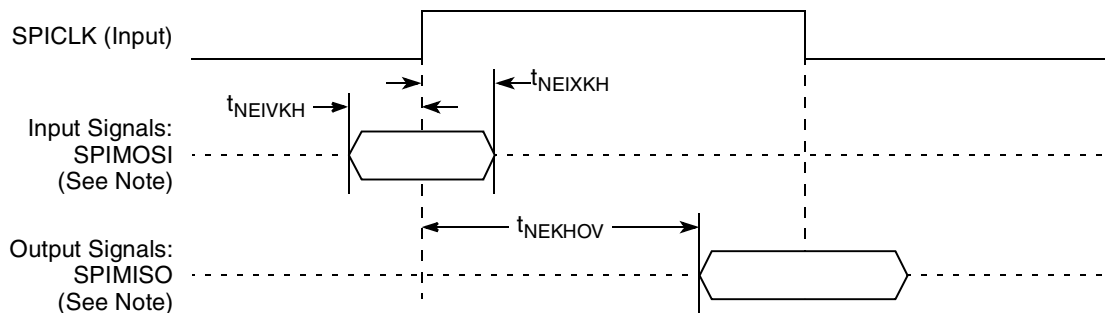 SPICLK (Input)
tNEIXKH
tNEIVKH
Input Signals:
SPIMOSI
(See Note)
tNEKHOV
Output Signals:
SPIMISO
(See Note)